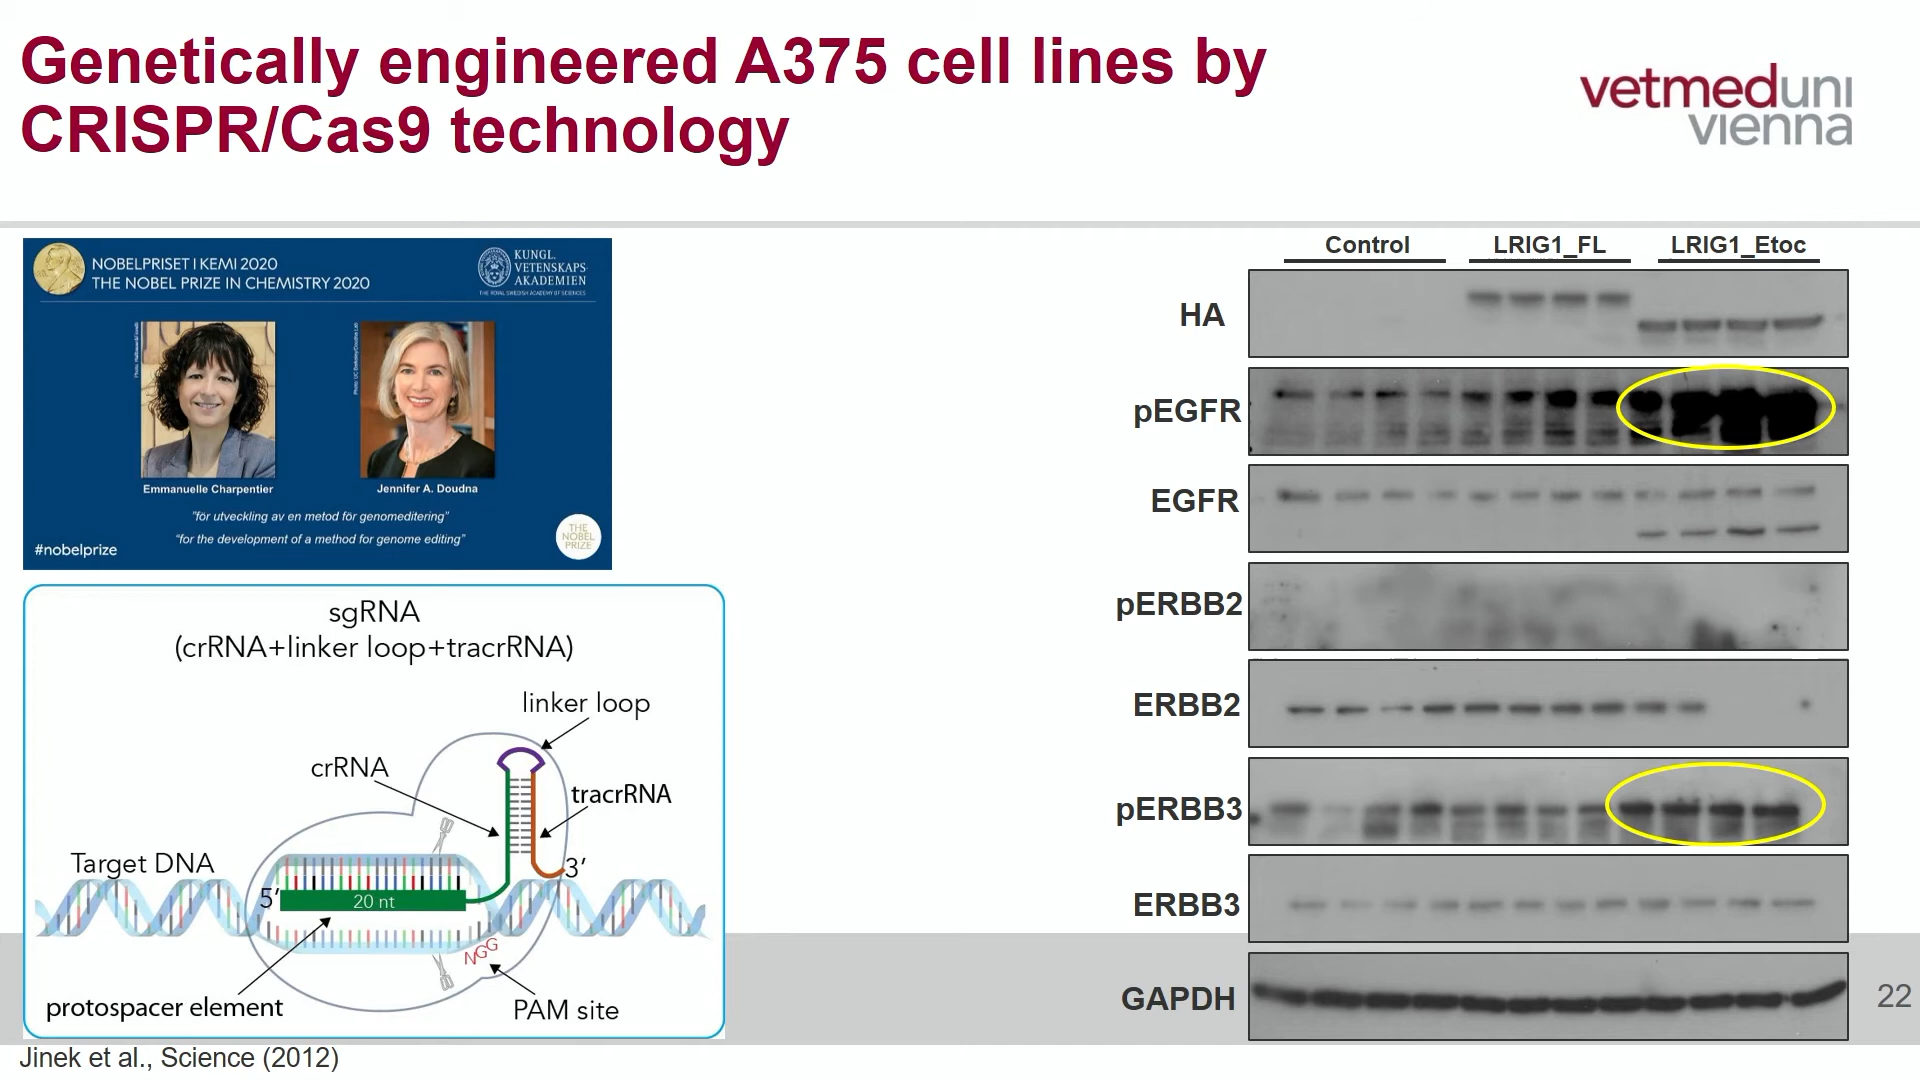 Genetically engineered A375 cell lines by
CRISPR/Cas9 technology
vetmeduni
vienna
NOBELPRISET I KEMI 2020
THE NOBEL PRIZE IN CHEMISTRY 2020
KUNGL.
VETENSKAPS
AKADEMIEN
THE ROYAL SWEDISH ACADEMY OF SCIENCES
Emmanuelle Charpentier
Jennifer A. Doudna
"för utveckling av en metod för genomeditering"
"for the development of a method for genome editing"
#nobelprize
THE
NOBEL
PRIZE
sgRNA
(crRNA+linker loop+tracrRNA)
linker loop
crRNA
tracrRNA
Target DNA
3'
5'
20 nt
NGG
protospacer element
PAM site
Jinek et al., Science (2012)
Control
LRIG1_FL
LRIG1_Etoc
HA
pEGFR
EGFR
pERBB2
ERBB2
pERBB3
ERBB3
GAPDH
22